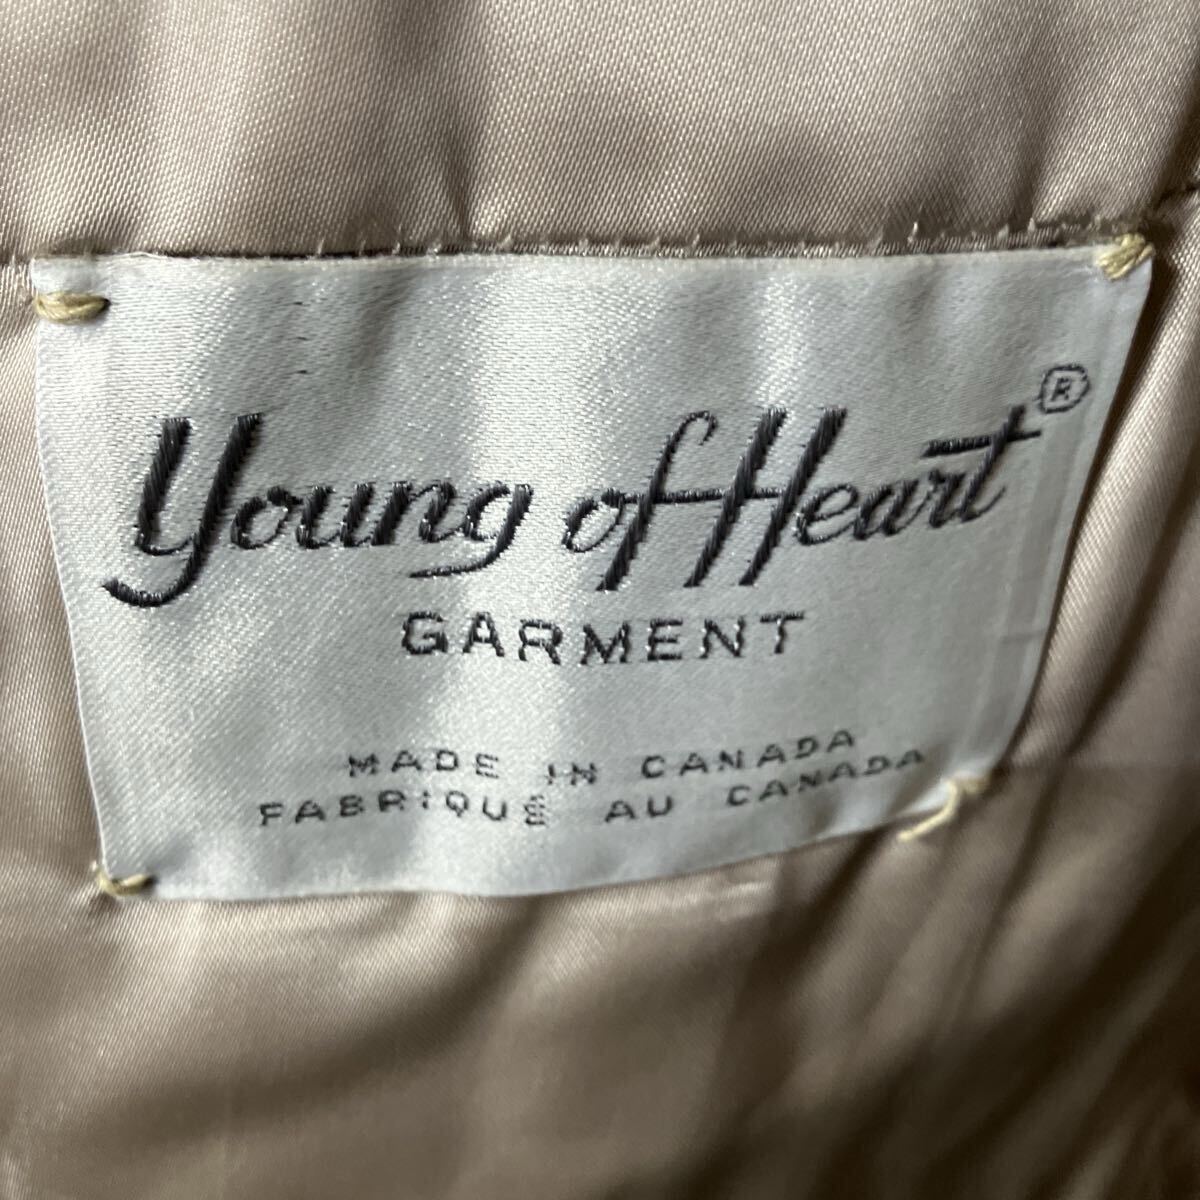 Young of Heart®
GARMENT
MADE IN CANADA
FABRIQUÉ AU CANADA